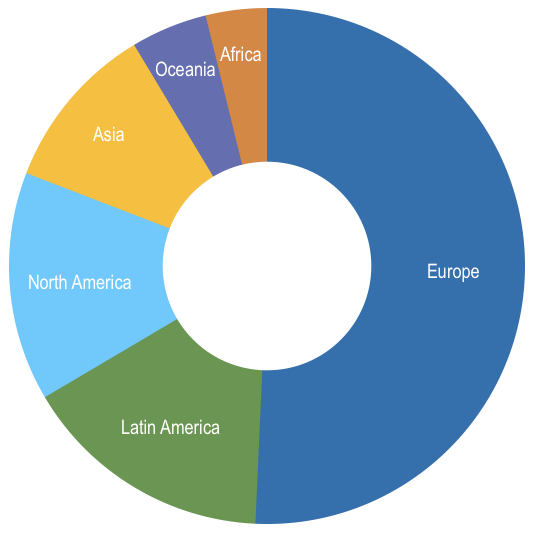 Africa
Oceania
Asia
Europe
North America
Latin America